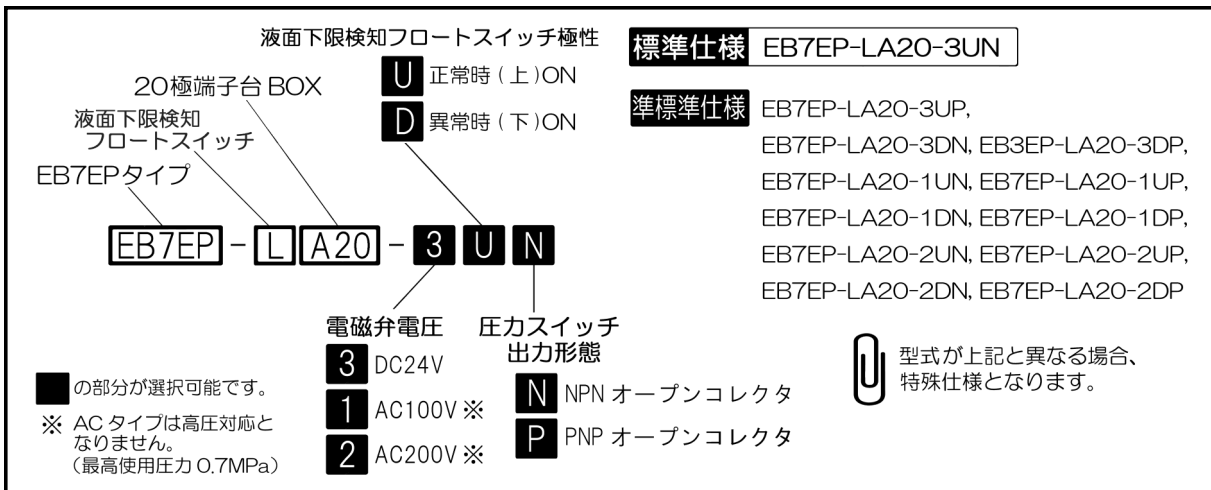 液面下限検知フロートスイッチ極性
U 正常時(上)ON
D 異常時(下)ON
20極端子台BOX
液面下限検知
フロートスイッチ
EB7EPタイプ
EB7EP - L A20 - 3 U N
電磁弁電圧
3 DC24V
1 AC100V※
2 AC200V※
圧力スイッチ
出力形態
N NPNオープンコレクタ
P PNPオープンコレクタ
■の部分が選択可能です。
※ ACタイプは高圧対応と
なりません。
(最高使用圧力0.7MPa)
標準仕様 EB7EP-LA20-3UN
準標準仕様 EB7EP-LA20-3UP,
EB7EP-LA20-3DN, EB3EP-LA20-3DP,
EB7EP-LA20-1UN, EB7EP-LA20-1UP,
EB7EP-LA20-1DN, EB7EP-LA20-1DP,
EB7EP-LA20-2UN, EB7EP-LA20-2UP,
EB7EP-LA20-2DN, EB7EP-LA20-2DP
型式が上記と異なる場合、
特殊仕様となります。